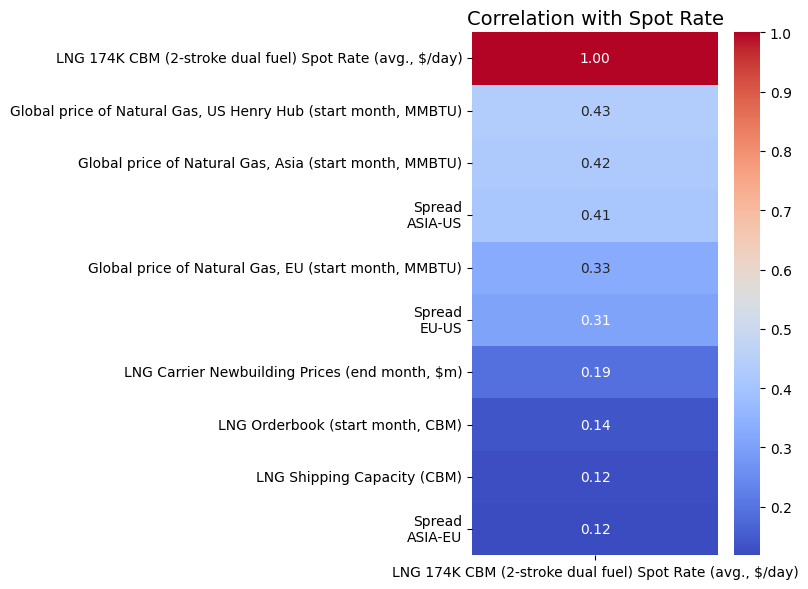 Correlation with Spot Rate
LNG 174K CBM (2-stroke dual fuel) Spot Rate (avg., $/day)
1.00
Global price of Natural Gas, US Henry Hub (start month, MMBTU)
0.43
Global price of Natural Gas, Asia (start month, MMBTU)
0.42
Spread
ASIA-US
0.41
Global price of Natural Gas, EU (start month, MMBTU)
0.33
Spread
EU-US
0.31
LNG Carrier Newbuilding Prices (end month, $m)
0.19
LNG Orderbook (start month, CBM)
0.14
LNG Shipping Capacity (CBM)
0.12
Spread
ASIA-EU
0.12
LNG 174K CBM (2-stroke dual fuel) Spot Rate (avg., $/day)
1.0
0.9
0.8
0.7
0.6
0.5
0.4
0.3
0.2